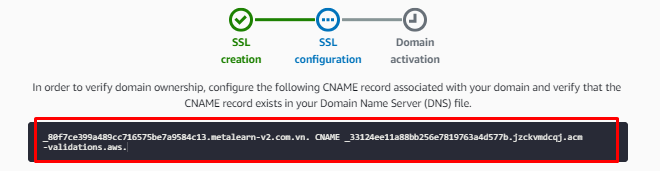 SSL creation
SSL configuration
Domain activation
In order to verify domain ownership, configure the following CNAME record associated with your domain and verify that the
CNAME record exists in your Domain Name Server (DNS) file.
_80f7ce399a489cc716575be7a9584c13.metalearn-v2.com.vn. CNAME _33124ee11a88bb256e7819763a4d577b.jzckvmdcqj.acm
-validations.aws.